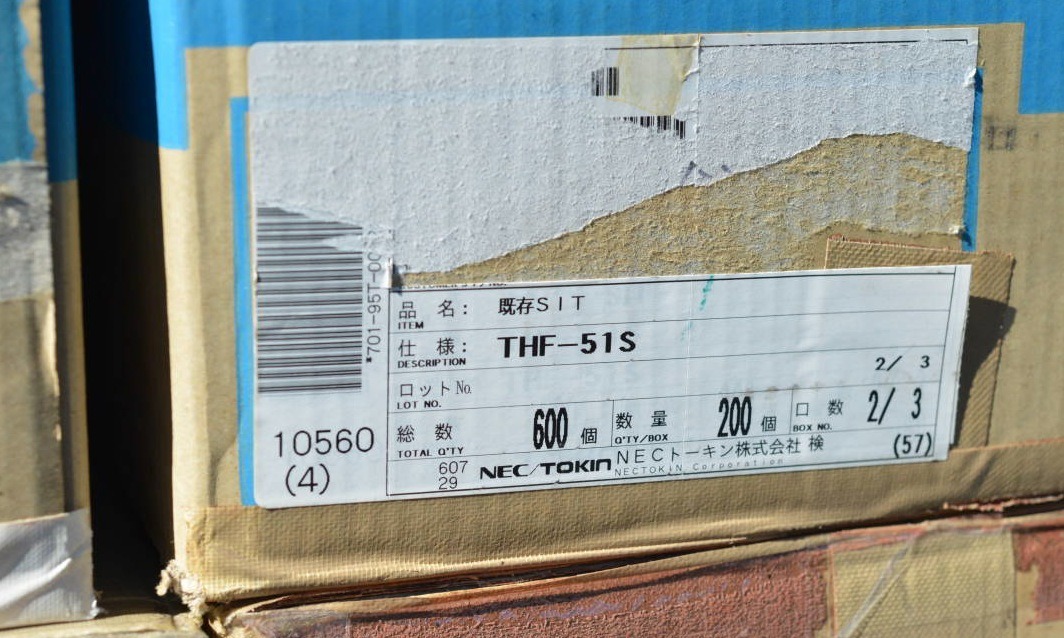 品 名: 既存SIT
ITEM
仕 様: THF-51S
DESCRIPTION
2/ 3
ロットNo.
LOT NO.
総 数 600 個 数 量 200 個 口 数 2/ 3
TOTAL Q'TY Q'TY/BOX BOX NO.
607 NEC/TOKIN NECトーキン株式会社 検 (57)
29 NECTOKIN Corporation
*701-95T-00
10560
(4)